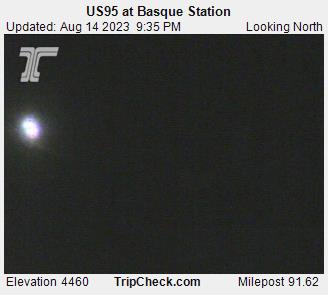 US95 at Basque Station
Updated: Aug 14 2023 9:35 PM Looking North
Elevation 4460 TripCheck.com Milepost 91.62